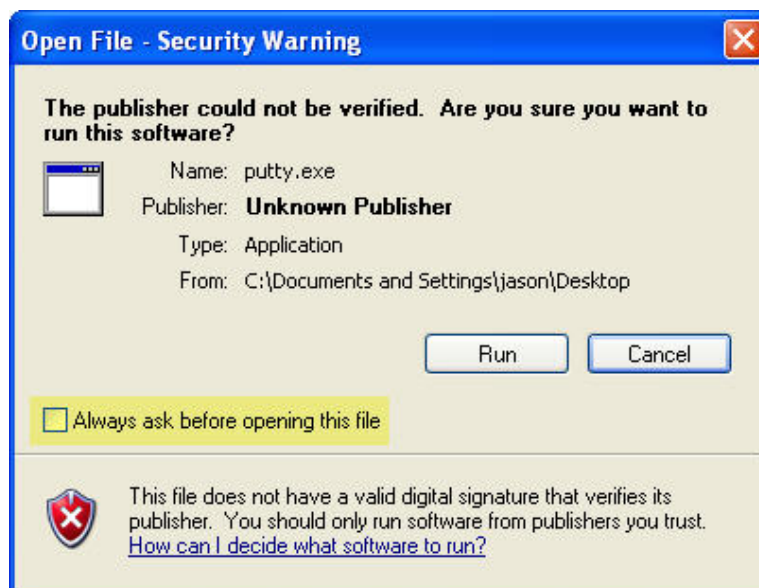 Open File - Security Warning
The publisher could not be verified.  Are you sure you want to
run this software?
Name: putty.exe
Publisher: Unknown Publisher
Type: Application
From: C:\Documents and Settings\jason\Desktop
Run Cancel
Always ask before opening this file
This file does not have a valid digital signature that verifies its
publisher.  You should only run software from publishers you trust.
How can I decide what software to run?